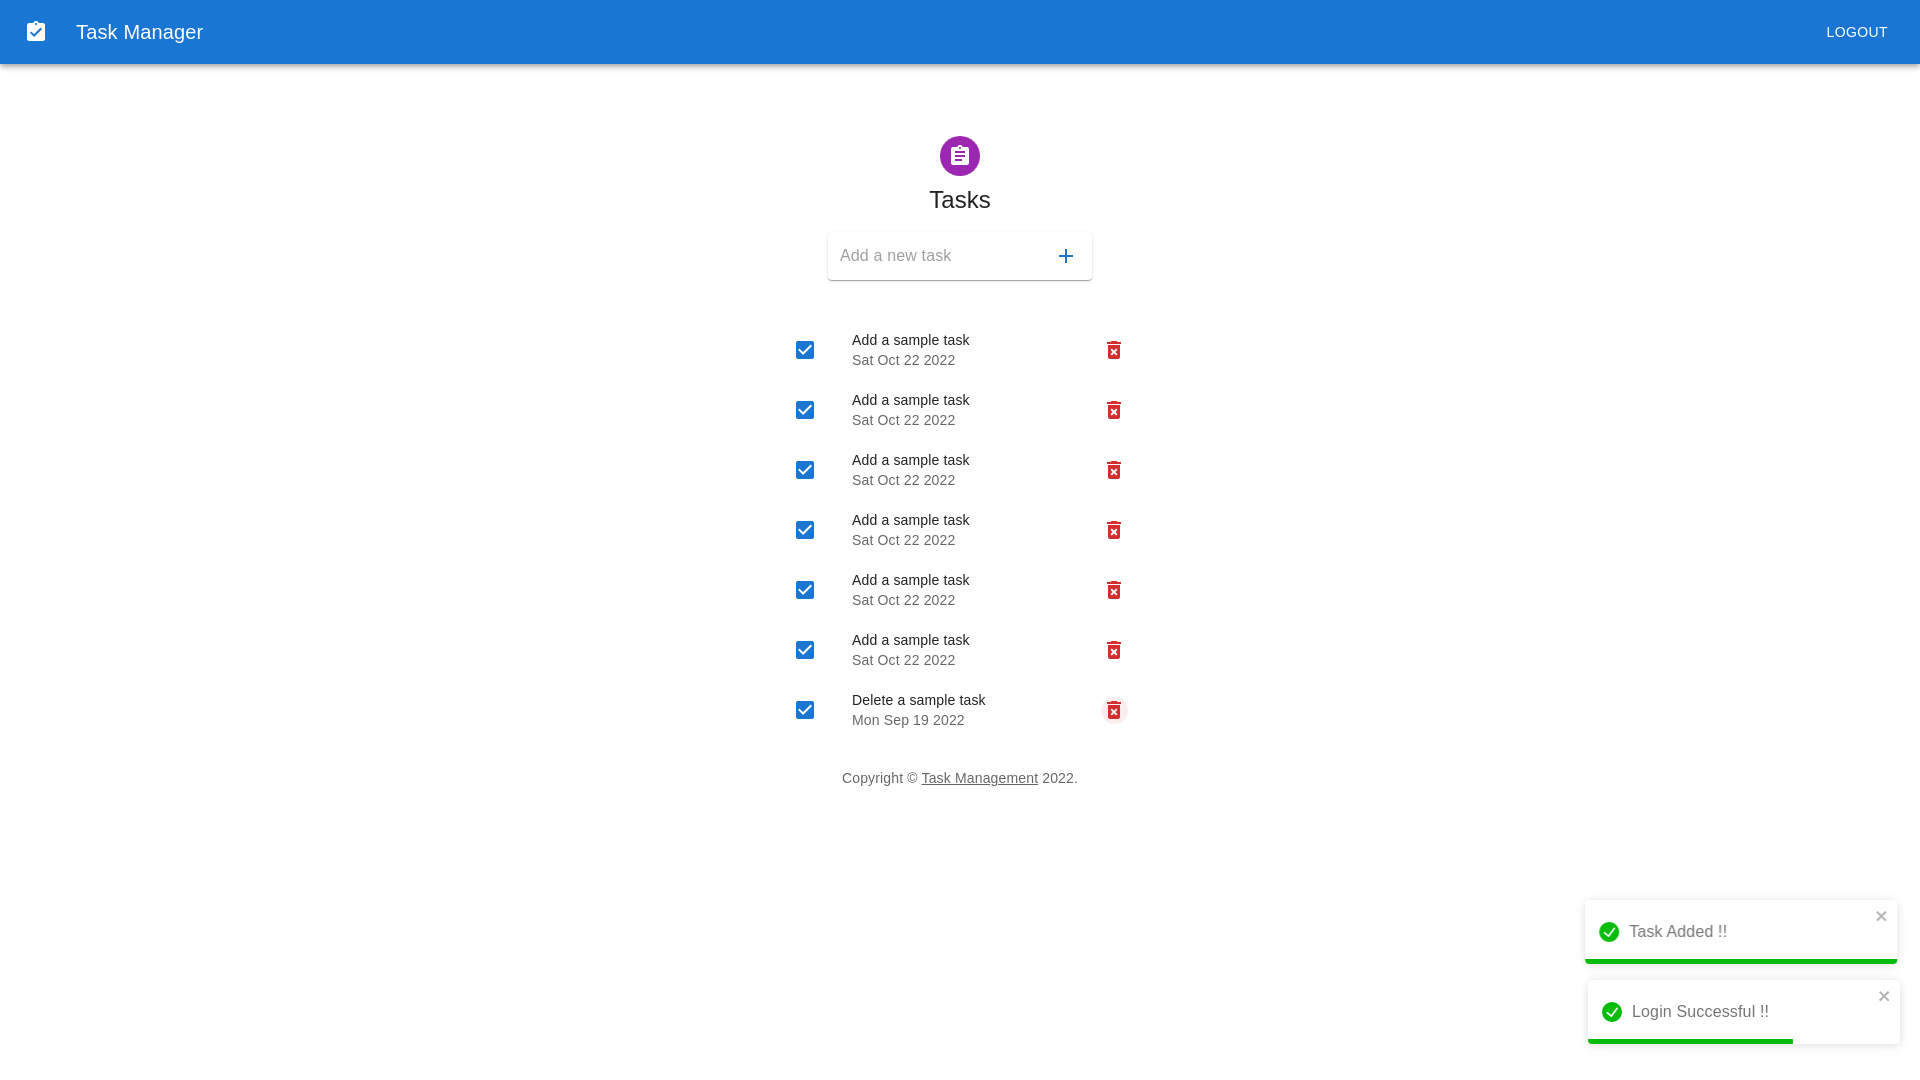 Task Manager
LOGOUT
Tasks
Add a new task
Add a sample task
Sat Oct 22 2022
Add a sample task
Sat Oct 22 2022
Add a sample task
Sat Oct 22 2022
Add a sample task
Sat Oct 22 2022
Add a sample task
Sat Oct 22 2022
Add a sample task
Sat Oct 22 2022
Delete a sample task
Mon Sep 19 2022
Copyright © Task Management 2022.
Task Added !!
Login Successful !!